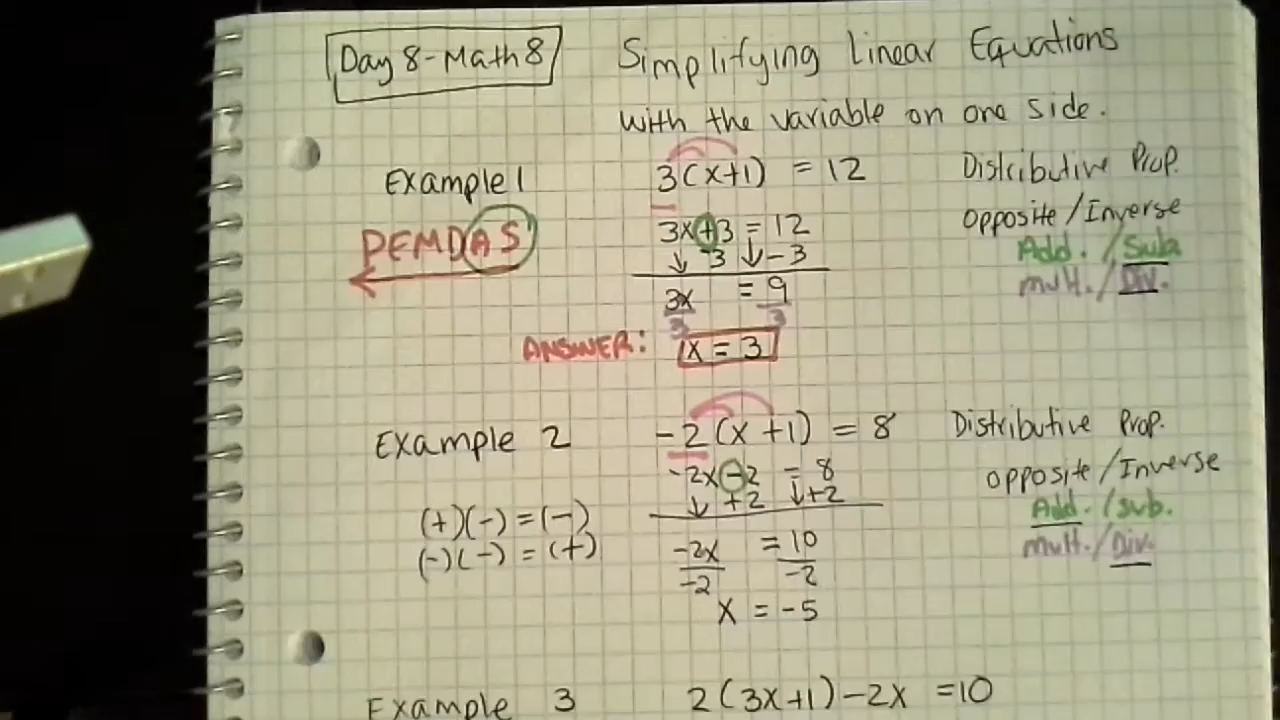 Day 8 - Math 8
Simplifying Linear Equations
with the variable on one side.
Example 1
3(x+1) = 12
Distributive Prop.
Opposite/Inverse
Add./Sub.
mult./Div.
PEMDAS
3x+3 = 12
-3 -3
3x = 9
3 3
ANSWER: x = 3
Example 2
-2(x+1) = 8
Distributive Prop.
opposite/Inverse
Add./sub.
mult./Div.
-2x-2 = 8
+2 +2
(+)(-) = (-)
(-)(-) = (+)
-2x = 10
-2 -2
x = -5
Example 3
2(3x+1)-2x = 10